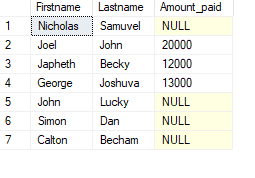 Firstname Lastname Amount_paid
1 Nicholas Samuvel NULL
2 Joel John 20000
3 Japheth Becky 12000
4 George Joshuva 13000
5 John Lucky NULL
6 Simon Dan NULL
7 Calton Becham NULL